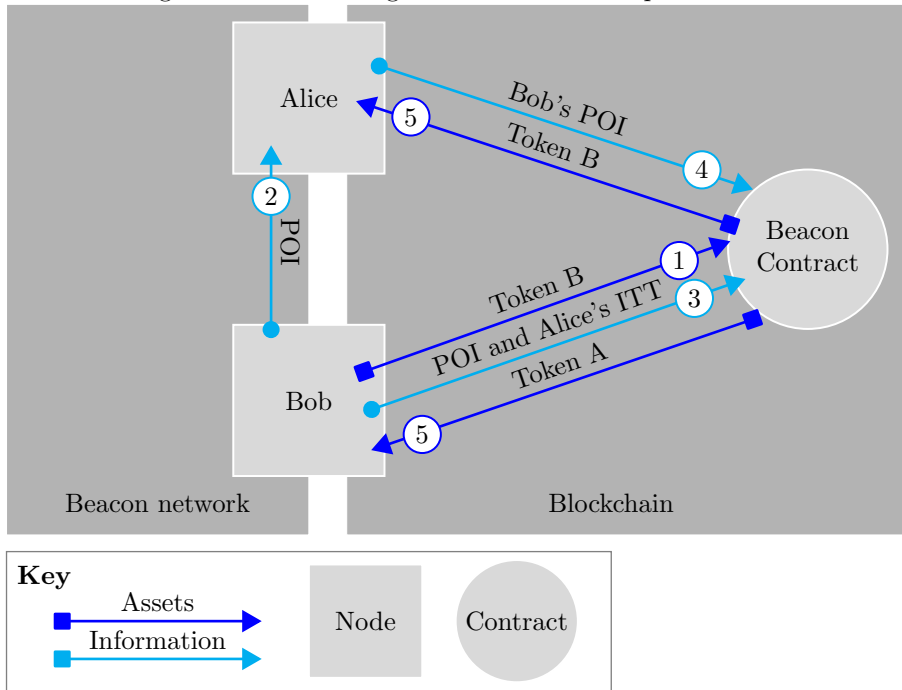 Alice
Bob's POI
5
Token B
4
2
POI
Beacon
Contract
1
Token B
3
POI and Alice's ITT
Token A
Bob
5
Beacon network
Blockchain
Key
Assets
Information
Node
Contract